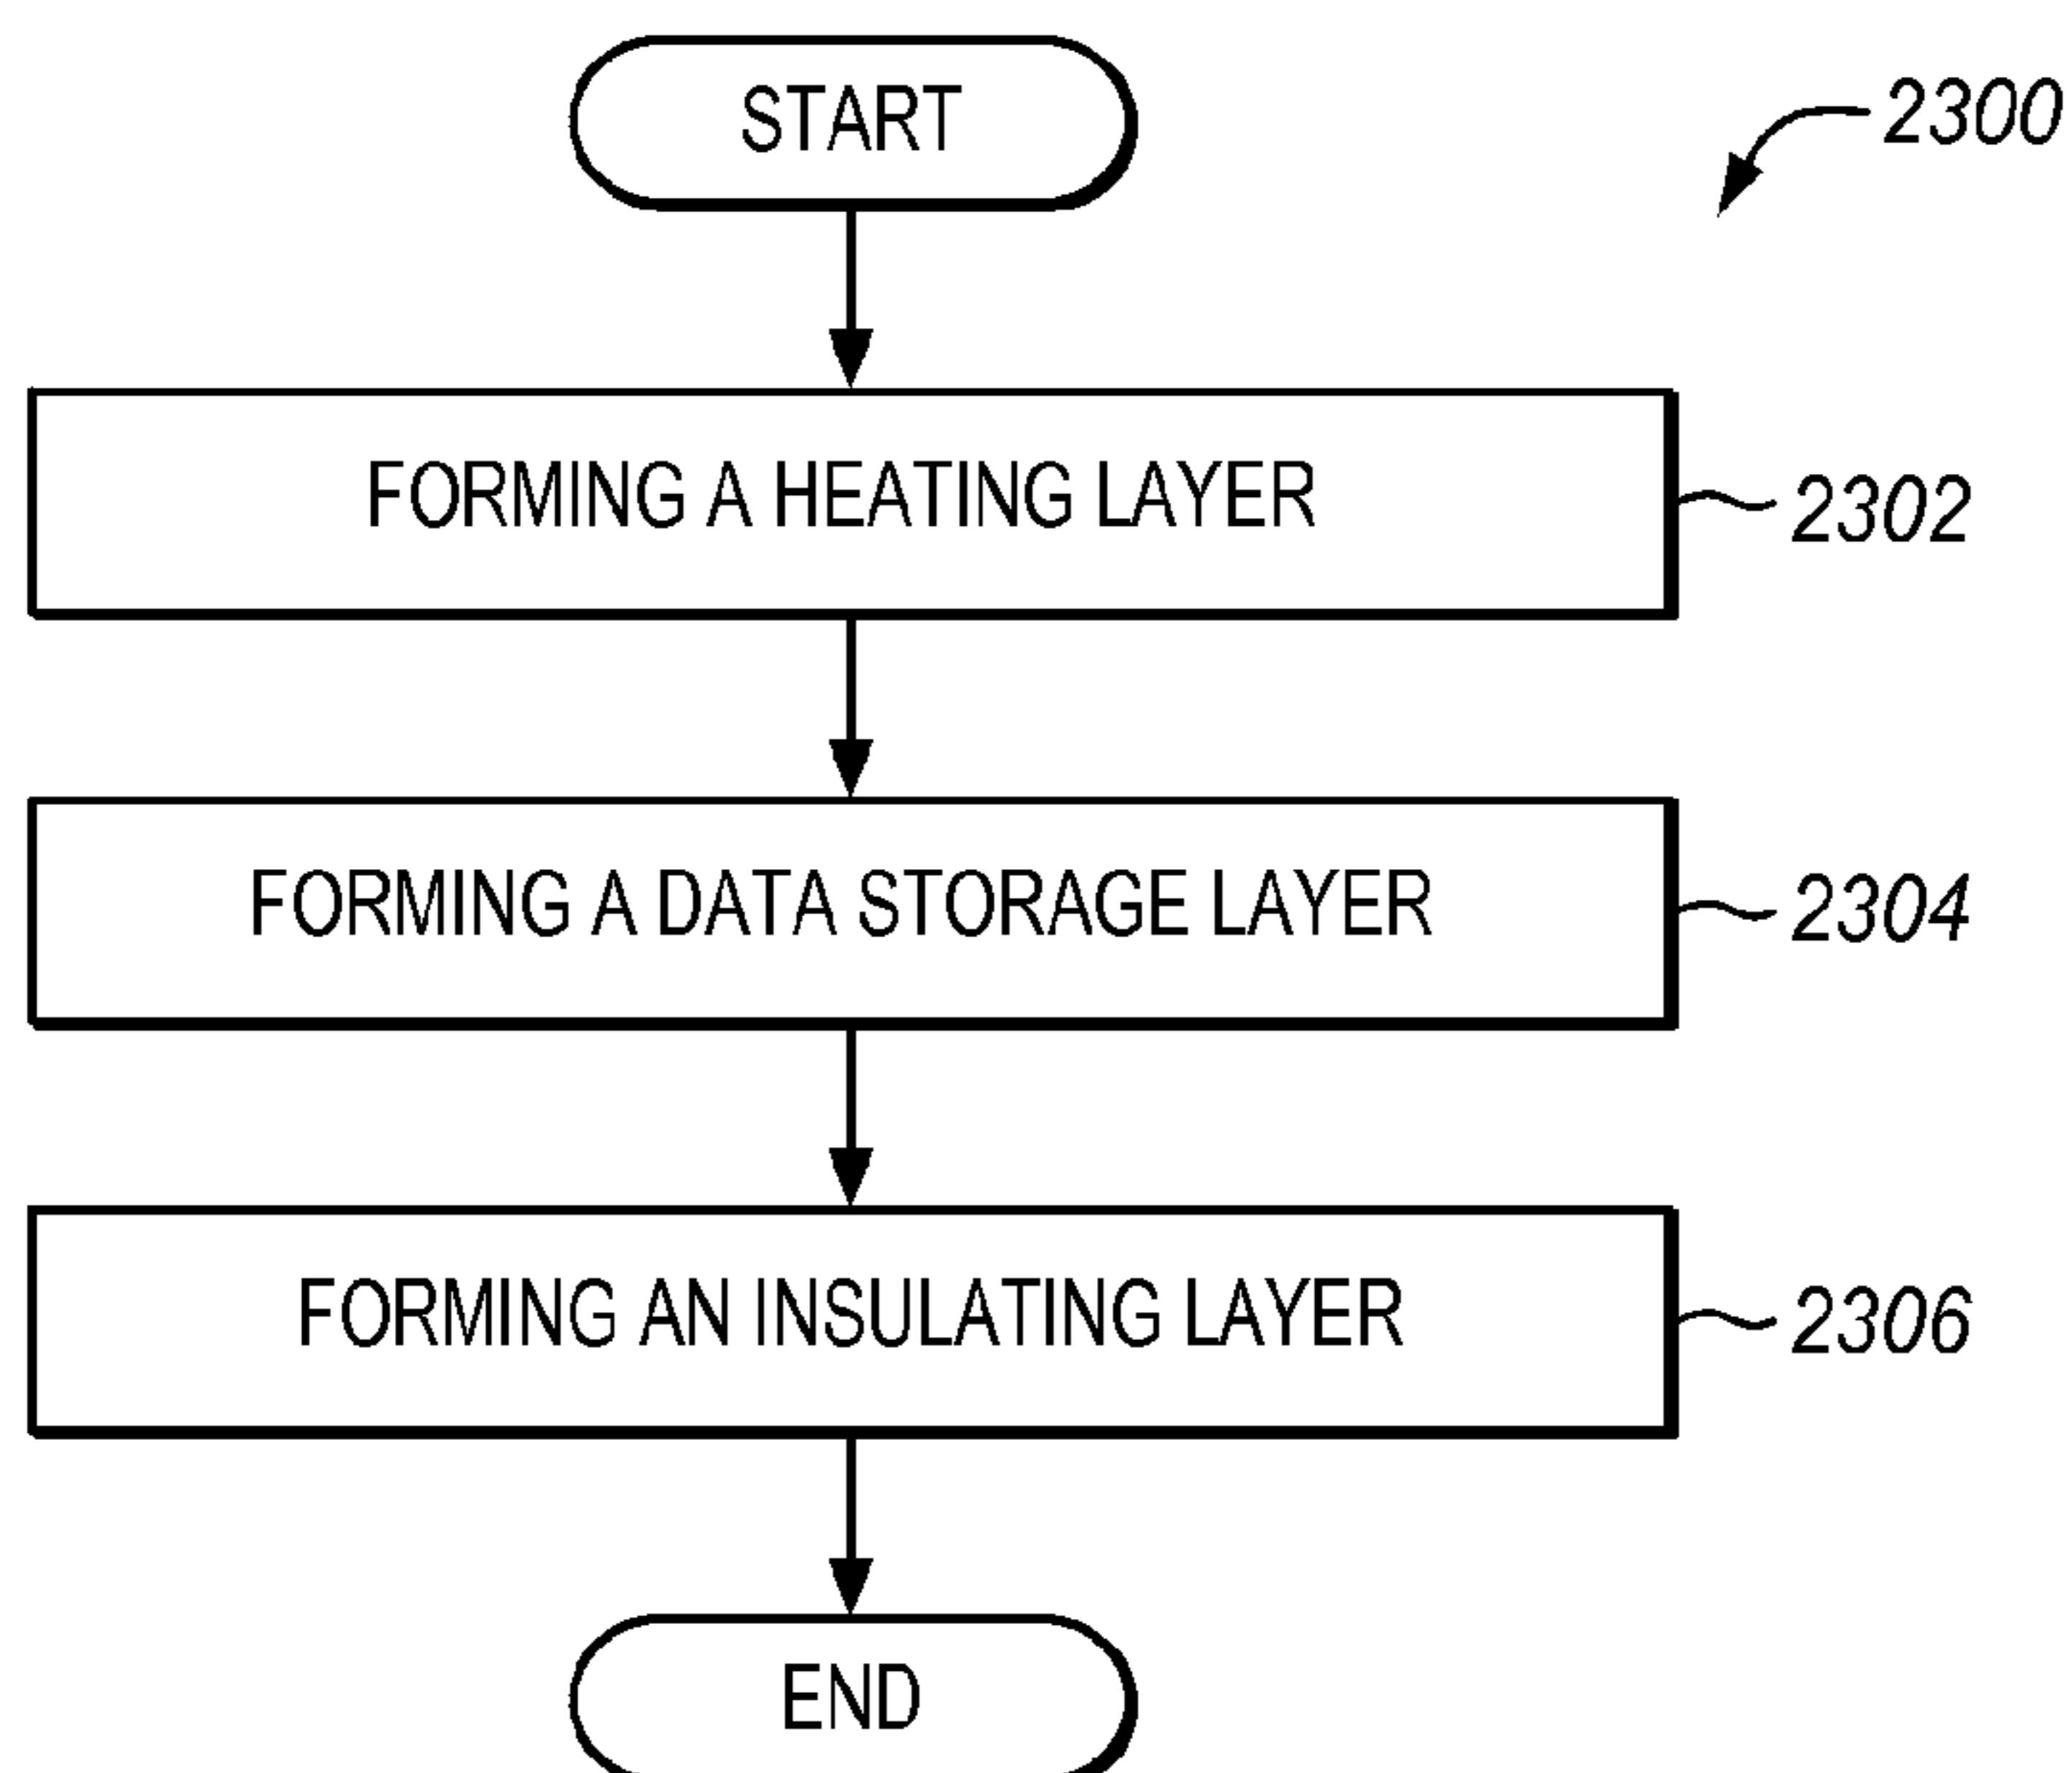 START
2300
FORMING A HEATING LAYER
2302
FORMING A DATA STORAGE LAYER
2304
FORMING AN INSULATING LAYER
2306
END